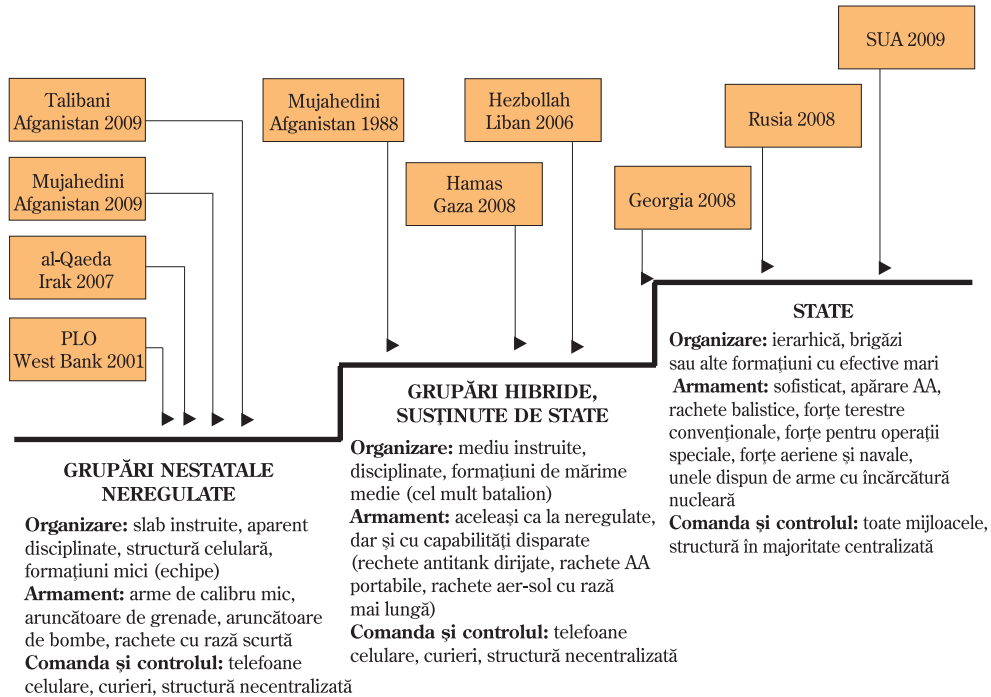 SUA 2009
Talibani
Afganistan 2009
Mujahedini
Afganistan 1988
Hezbollah
Liban 2006
Rusia 2008
Mujahedini
Afganistan 2009
Hamas
Gaza 2008
Georgia 2008
al-Qaeda
Irak 2007
PLO
West Bank 2001
GRUPĂRI NESTATALE
NEREGULATE
Organizare: slab instruite, aparent
disciplinate, structură celulară,
formațiuni mici (echipe)
Armament: arme de calibru mic,
aruncătoare de grenade, aruncătoare
de bombe, rachete cu rază scurtă
Comanda și controlul: telefoane
celulare, curieri, structură necentralizată
GRUPĂRI HIBRIDE,
SUSȚINUTE DE STATE
Organizare: mediu instruite,
disciplinate, formațiuni de mărime
medie (cel mult batalion)
Armament: aceleași ca la neregulate,
dar și cu capabilități disparate
(rechete antitank dirijate, rachete AA
portabile, rachete aer-sol cu rază
mai lungă)
Comanda și controlul: telefoane
celulare, curieri, structură necentralizată
STATE
Organizare: ierarhică, brigăzi
sau alte formațiuni cu efective mari
Armament: sofisticat, apărare AA,
rachete balistice, forțe terestre
convenționale, forțe pentru operații
speciale, forțe aeriene și navale,
unele dispun de arme cu încărcătură
nucleară
Comanda și controlul: toate mijloacele,
structură în majoritate centralizată